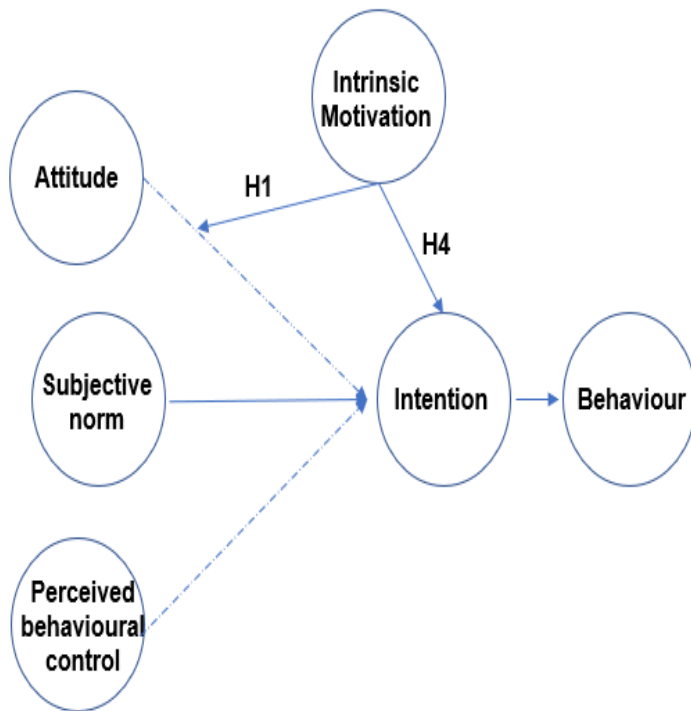 Intrinsic
Motivation
Attitude
H1
H4
Subjective
norm
Intention
Behaviour
Perceived
behavioural
control